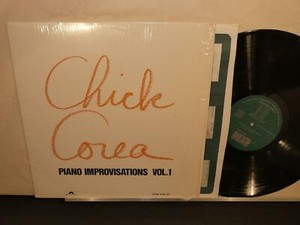 Chick
Corea
PIANO IMPROVISATIONS VOL.1